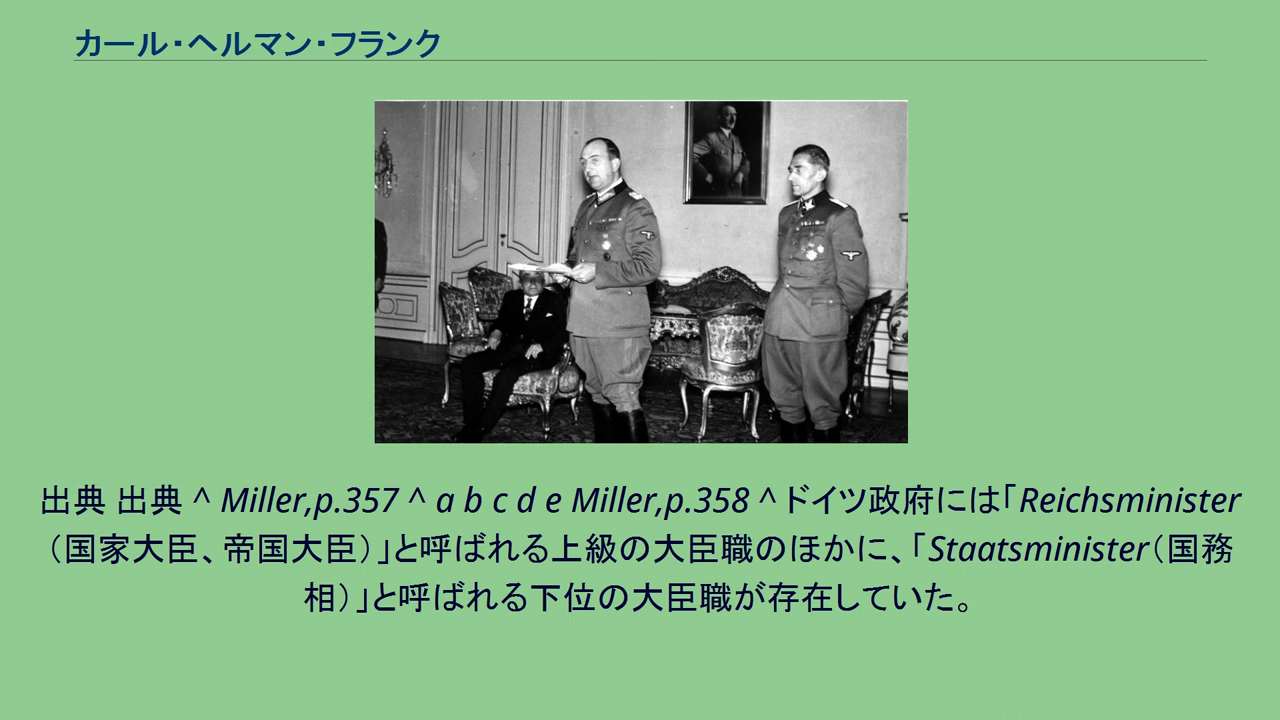 カール・ヘルマン・フランク
出典 出典 ^ Miller,p.357 ^ a b c d e Miller,p.358 ^ ドイツ政府には「Reichsminister
（国家大臣、帝国大臣）」と呼ばれる上級の大臣職のほかに、「Staatsminister（国務
相）」と呼ばれる下位の大臣職が存在していた。